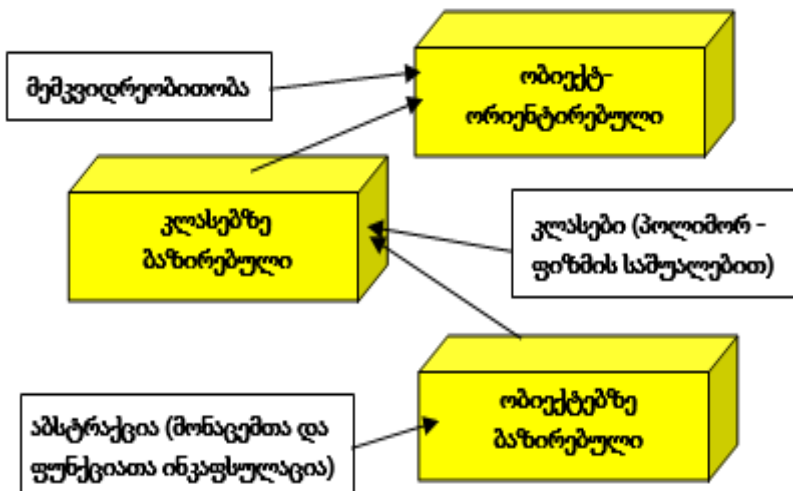 ობიექტ-
ორიენტირებული
მემკვიდრეობითობა
კლასებზე
ბაზირებული
კლასები (პოლიმორ -
ფიზმის საშუალებით)
ობიექტებზე
ბაზირებული
აბსტრაქცია (მონაცემთა და
ფუნქციათა ინკაფსულაცია)